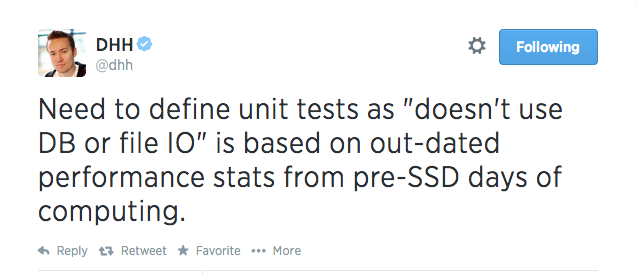 DHH
@dhh
Following
Need to define unit tests as "doesn't use
DB or file IO" is based on out-dated
performance stats from pre-SSD days of
computing.
Reply Retweet Favorite More